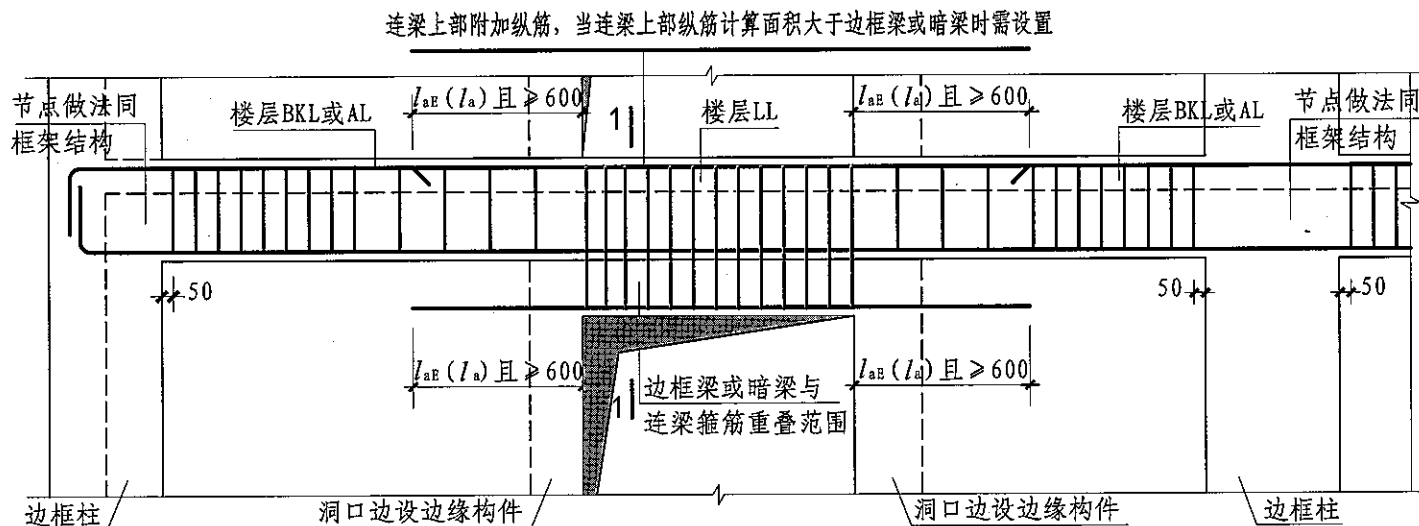 连梁上部附加纵筋，当连梁上部纵筋计算面积大于边框梁或暗梁时需设置
节点做法同
框架结构
楼层BKL或AL
laE(la)且≥600
1
楼层LL
laE(la)且≥600
楼层BKL或AL
节点做法同
框架结构
50
50
50
laE(la)且≥600
1
边框梁或暗梁与
连梁箍筋重叠范围
laE(la)且≥600
边框柱
洞口边设边缘构件
洞口边设边缘构件
边框柱